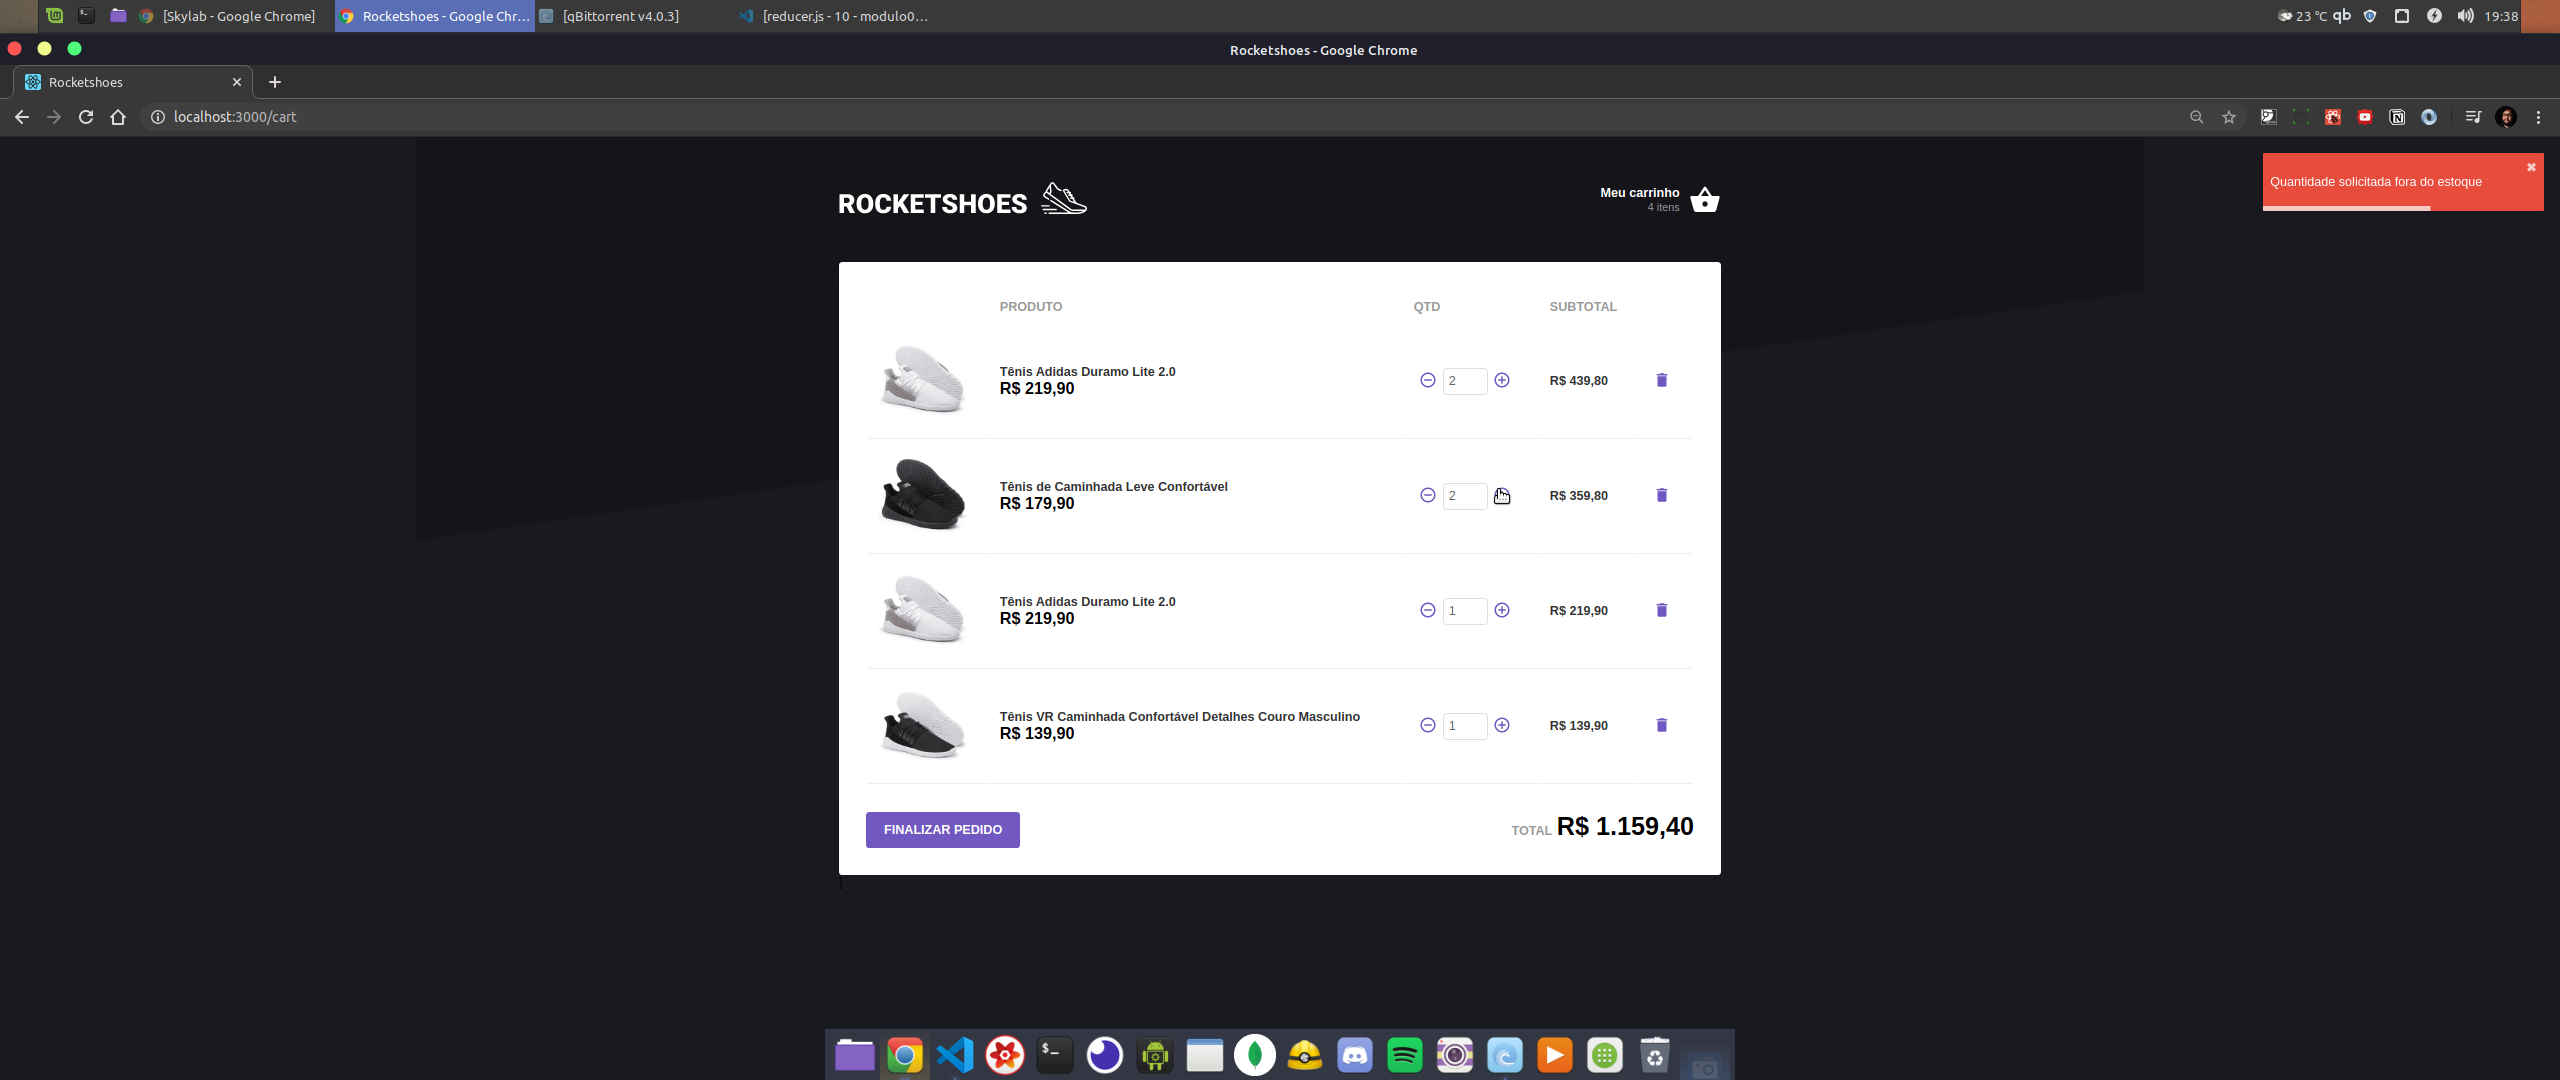 [Skylab - Google Chrome]
Rocketshoes - Google Chr...
[qBittorrent v4.0.3]
[reducer.js - 10 - modulo0...
23 °C
qb
19:38
Rocketshoes - Google Chrome
Rocketshoes
localhost:3000/cart
Quantidade solicitada fora do estoque
ROCKETSHOES
Meu carrinho
4 itens
PRODUTO
QTD
SUBTOTAL
Tênis Adidas Duramo Lite 2.0
R$ 219,90
2
R$ 439,80
Tênis de Caminhada Leve Confortável
R$ 179,90
2
R$ 359,80
Tênis Adidas Duramo Lite 2.0
R$ 219,90
1
R$ 219,90
Tênis VR Caminhada Confortável Detalhes Couro Masculino
R$ 139,90
1
R$ 139,90
FINALIZAR PEDIDO
TOTAL R$ 1.159,40
]
$_